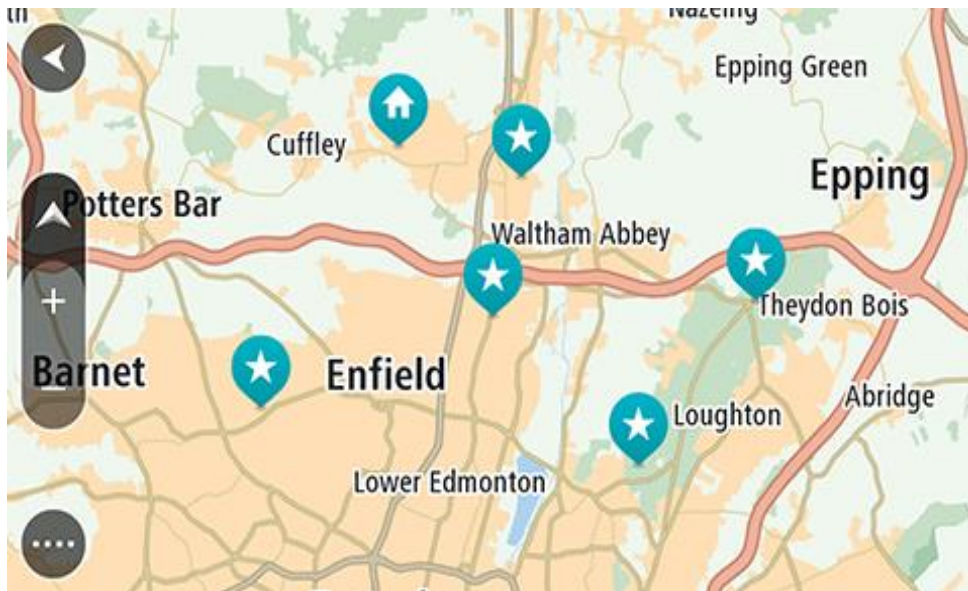 Nazeing
Epping Green
Cuffley
Epping
Potters Bar
Waltham Abbey
Theydon Bois
Barnet
Enfield
Abridge
Loughton
Lower Edmonton